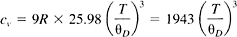 c_v = 9R × 25.98 (T/θ_D)^3 = 1943 (T/θ_D)^3